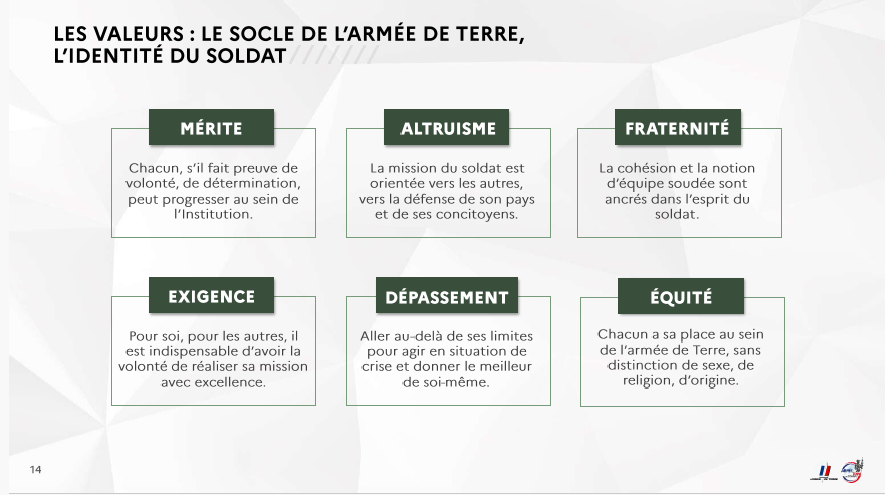 LES VALEURS : LE SOCLE DE L'ARMÉE DE TERRE,
L'IDENTITÉ DU SOLDAT
MÉRITE
Chacun, s'il fait preuve de
volonté, de détermination,
peut progresser au sein de
l'Institution.
ALTRUISME
La mission du soldat est
orientée vers les autres,
vers la défense de son pays
et de ses concitoyens.
FRATERNITÉ
La cohésion et la notion
d'équipe soudée sont
ancrés dans l'esprit du
soldat.
EXIGENCE
Pour soi, pour les autres, il
est indispensable d'avoir la
volonté de réaliser sa mission
avec excellence.
DÉPASSEMENT
Aller au-delà de ses limites
pour agir en situation de
crise et donner le meilleur
de soi-même.
ÉQUITÉ
Chacun a sa place au sein
de l'armée de Terre, sans
distinction de sexe, de
religion, d'origine.
14